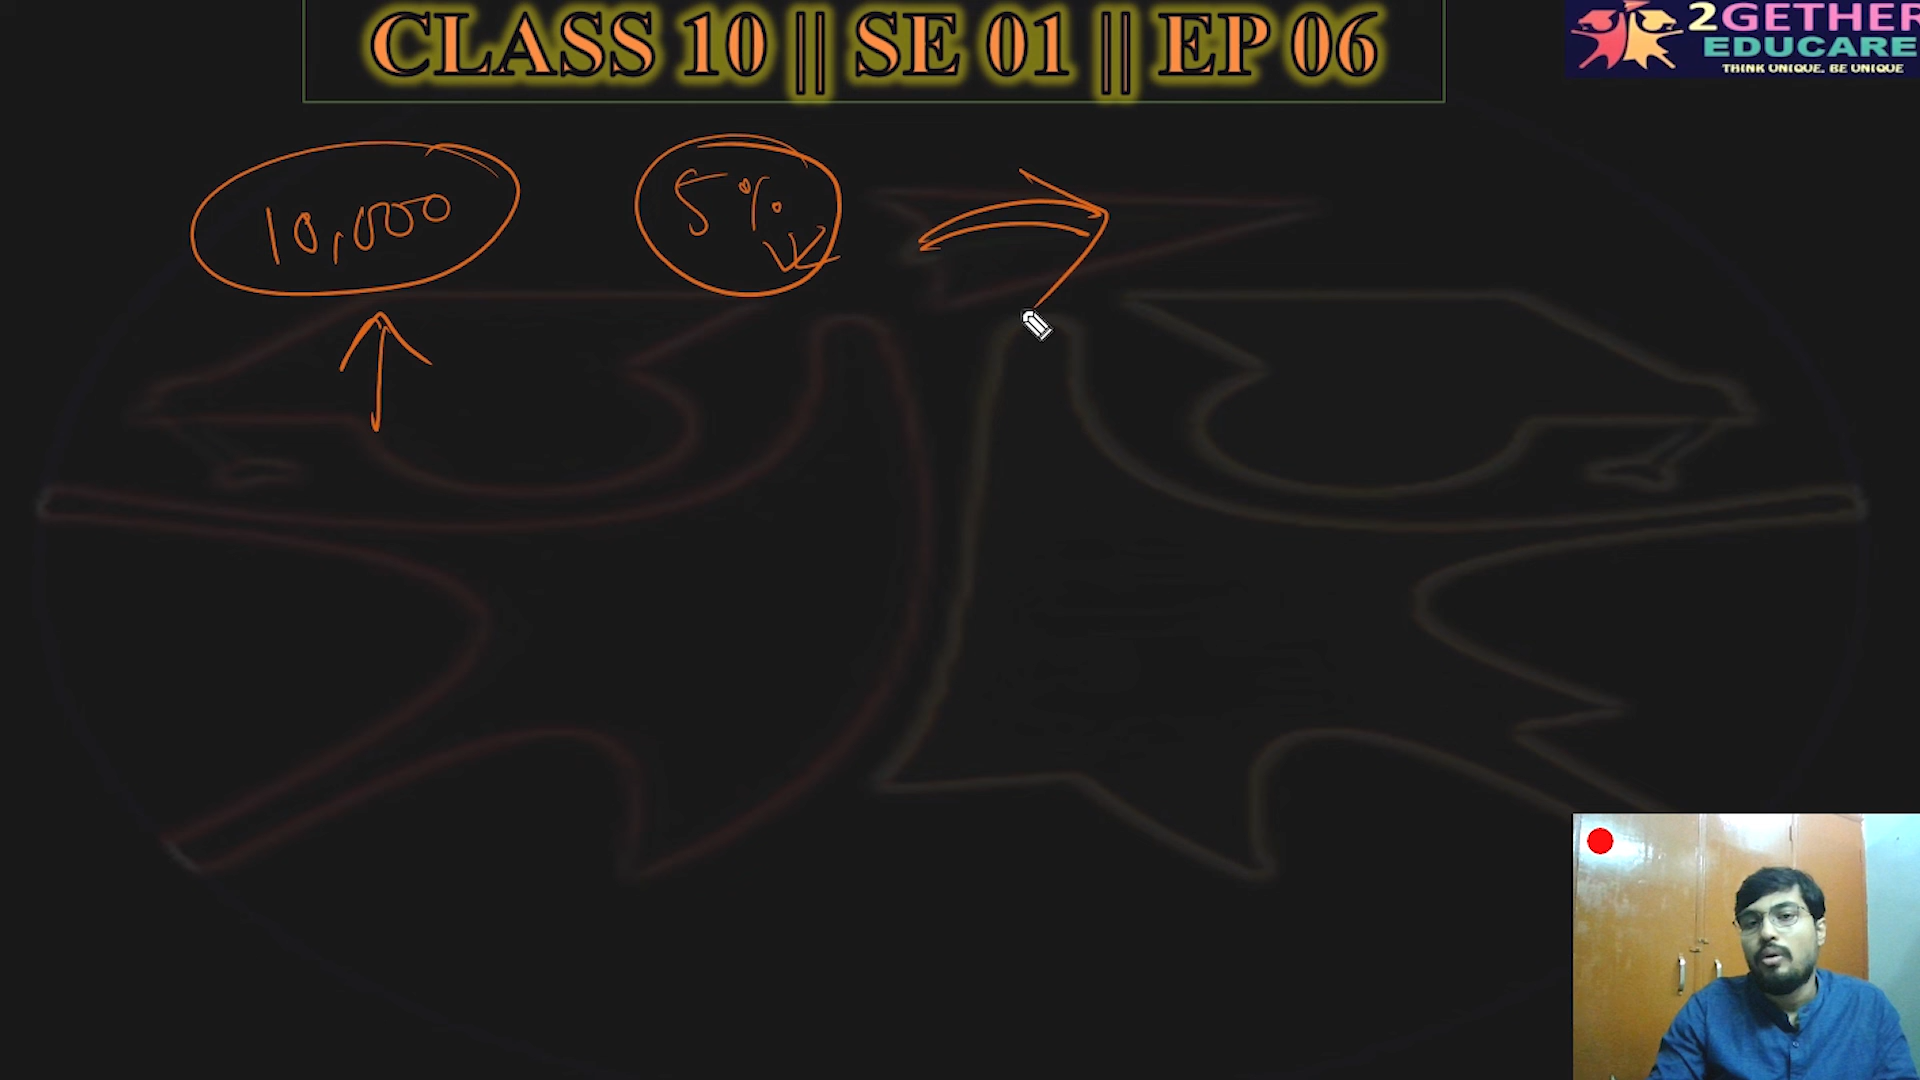 CLASS 10 || SE 01 || EP 06
2GETHER
EDUCARE
THINK UNIQUE, BE UNIQUE
10,000
5%